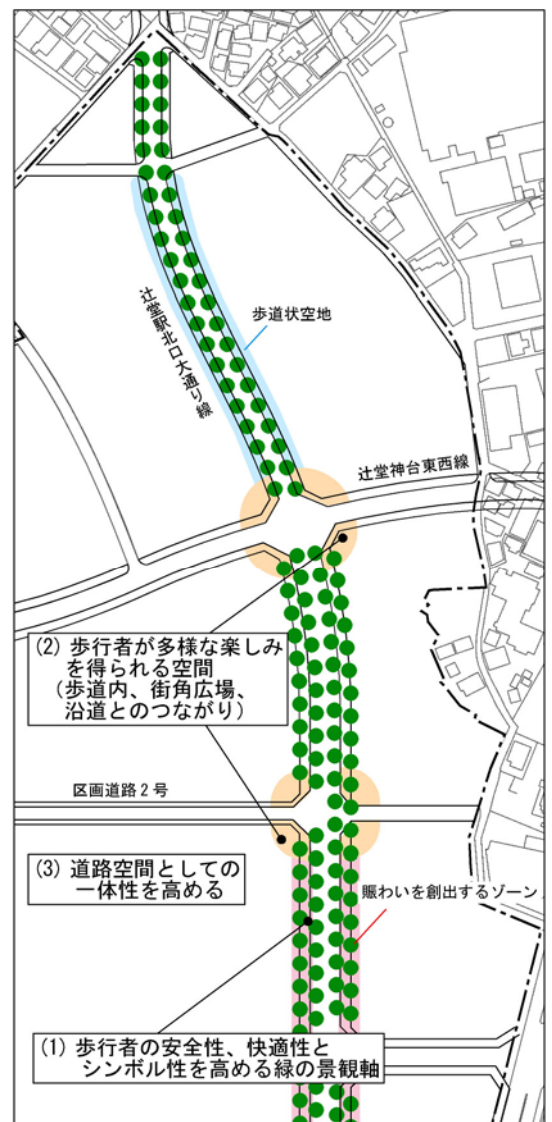 歩道状空地
辻堂駅北口大通り線
辻堂神台東西線
(2) 歩行者が多様な楽しみ
を得られる空間
(歩道内、街角広場、
沿道とのつながり)
区画道路2号
(3) 道路空間としての
一体性を高める
賑わいを創出するゾーン
(1) 歩行者の安全性、快適性と
シンボル性を高める緑の景観軸